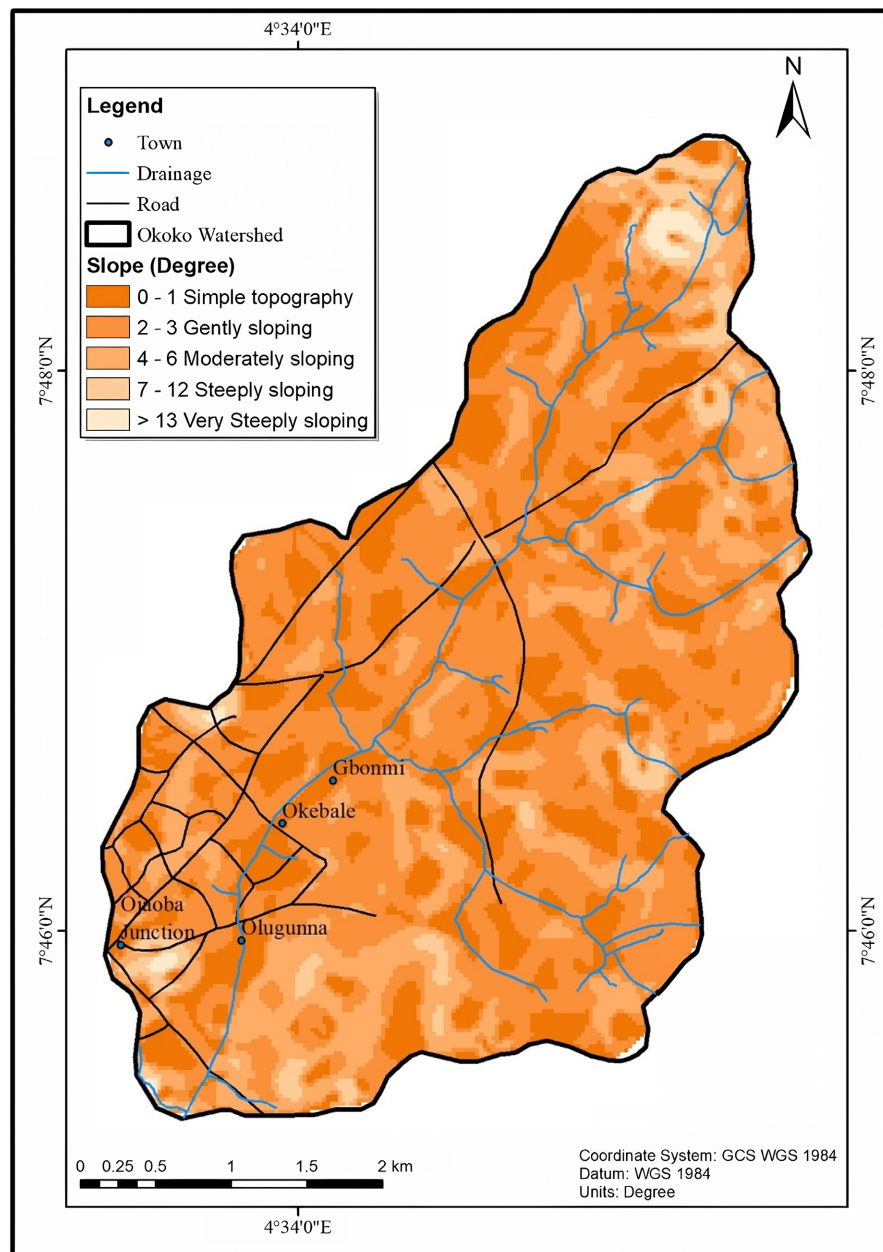 4°34'0"E
N
Legend
Town
Drainage
Road
Okoko Watershed
Slope (Degree)
0 - 1 Simple topography
2 - 3 Gently sloping
4 - 6 Moderately sloping
7 - 12 Steeply sloping
> 13 Very Steeply sloping
7°48'0"N
7°48'0"N
Gbonmi
Okebale
Junction
Olugunna
7°46'0"N
7°46'0"N
0 0.25 0.5 1 1.5 2 km
Coordinate System: GCS WGS 1984
Datum: WGS 1984
Units: Degree
4°34'0"E